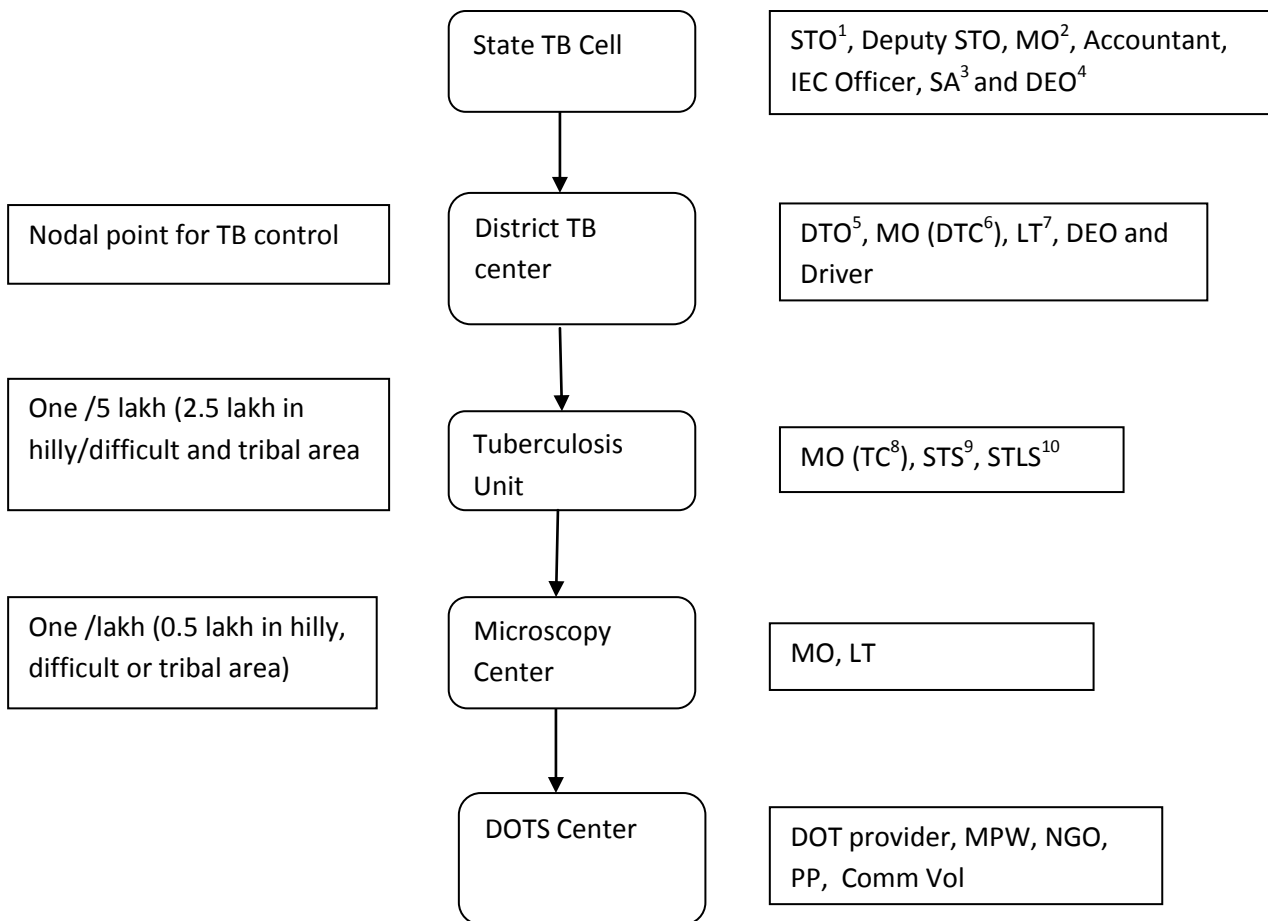 State TB Cell
STO¹, Deputy STO, MO², Accountant,
IEC Officer, SA³ and DEO⁴
Nodal point for TB control
District TB
center
DTO⁵, MO (DTC⁶), LT⁷, DEO and
Driver
One /5 lakh (2.5 lakh in
hilly/difficult and tribal area
Tuberculosis
Unit
MO (TC⁸), STS⁹, STLS¹⁰
One /lakh (0.5 lakh in hilly,
difficult or tribal area)
Microscopy
Center
MO, LT
DOTS Center
DOT provider, MPW, NGO,
PP, Comm Vol